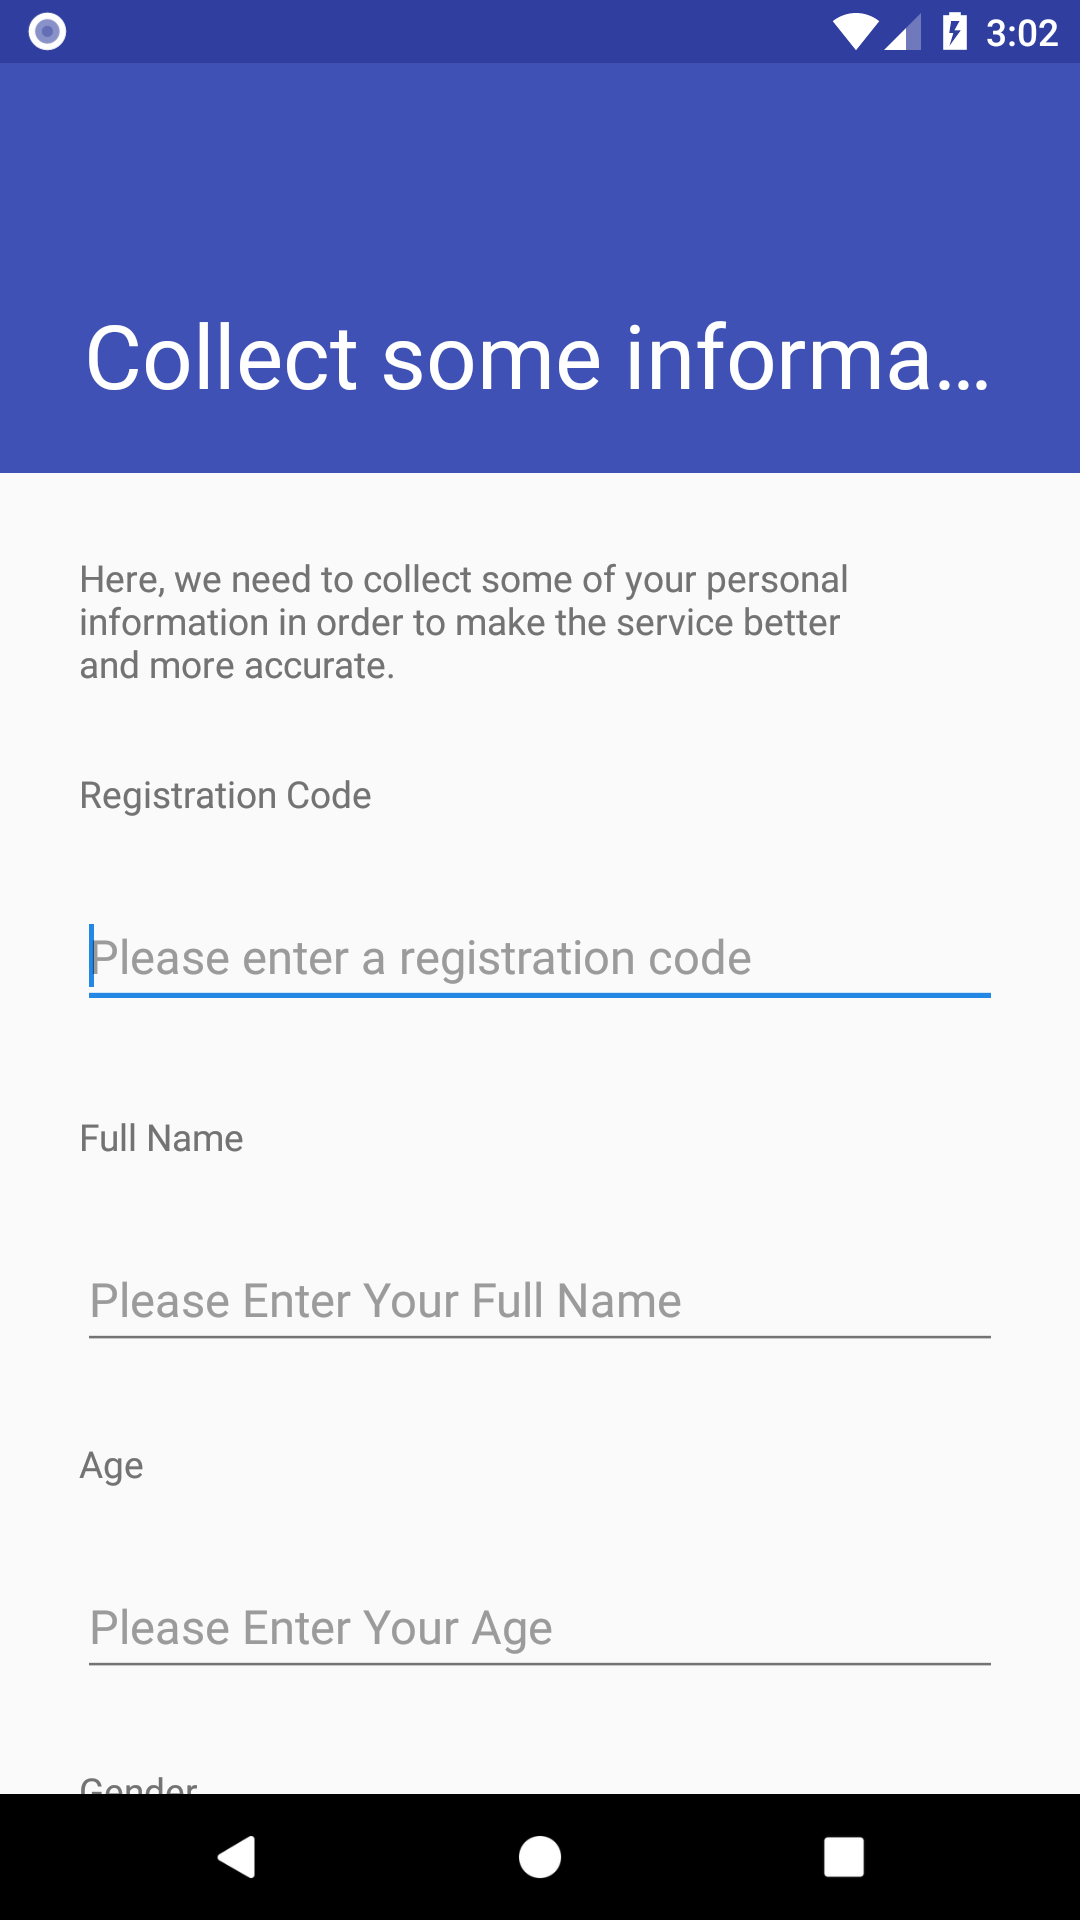 3:02
Collect some informa...
Here, we need to collect some of your personal
information in order to make the service better
and more accurate.
Registration Code
Please enter a registration code
Full Name
Please Enter Your Full Name
Age
Please Enter Your Age
Gender